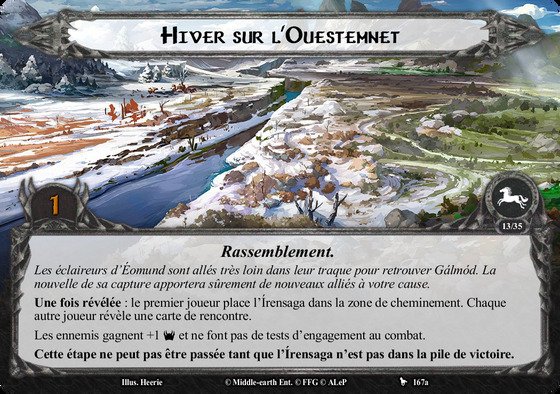 Hiver sur l'Ouestemnet
1
13/35
Rassemblement.
Les éclaireurs d'Éomund sont allés très loin dans leur traque pour retrouver Gálmód. La
nouvelle de sa capture apportera sûrement de nouveaux alliés à votre cause.
Une fois révélée : le premier joueur place l'Írensaga dans la zone de cheminement. Chaque
autre joueur révèle une carte de rencontre.
Les ennemis gagnent +1 et ne font pas de tests d'engagement au combat.
Cette étape ne peut pas être passée tant que l'Írensaga n'est pas dans la pile de victoire.
Illus. Heerie © Middle-earth Ent. © FFG © ALeP 167a